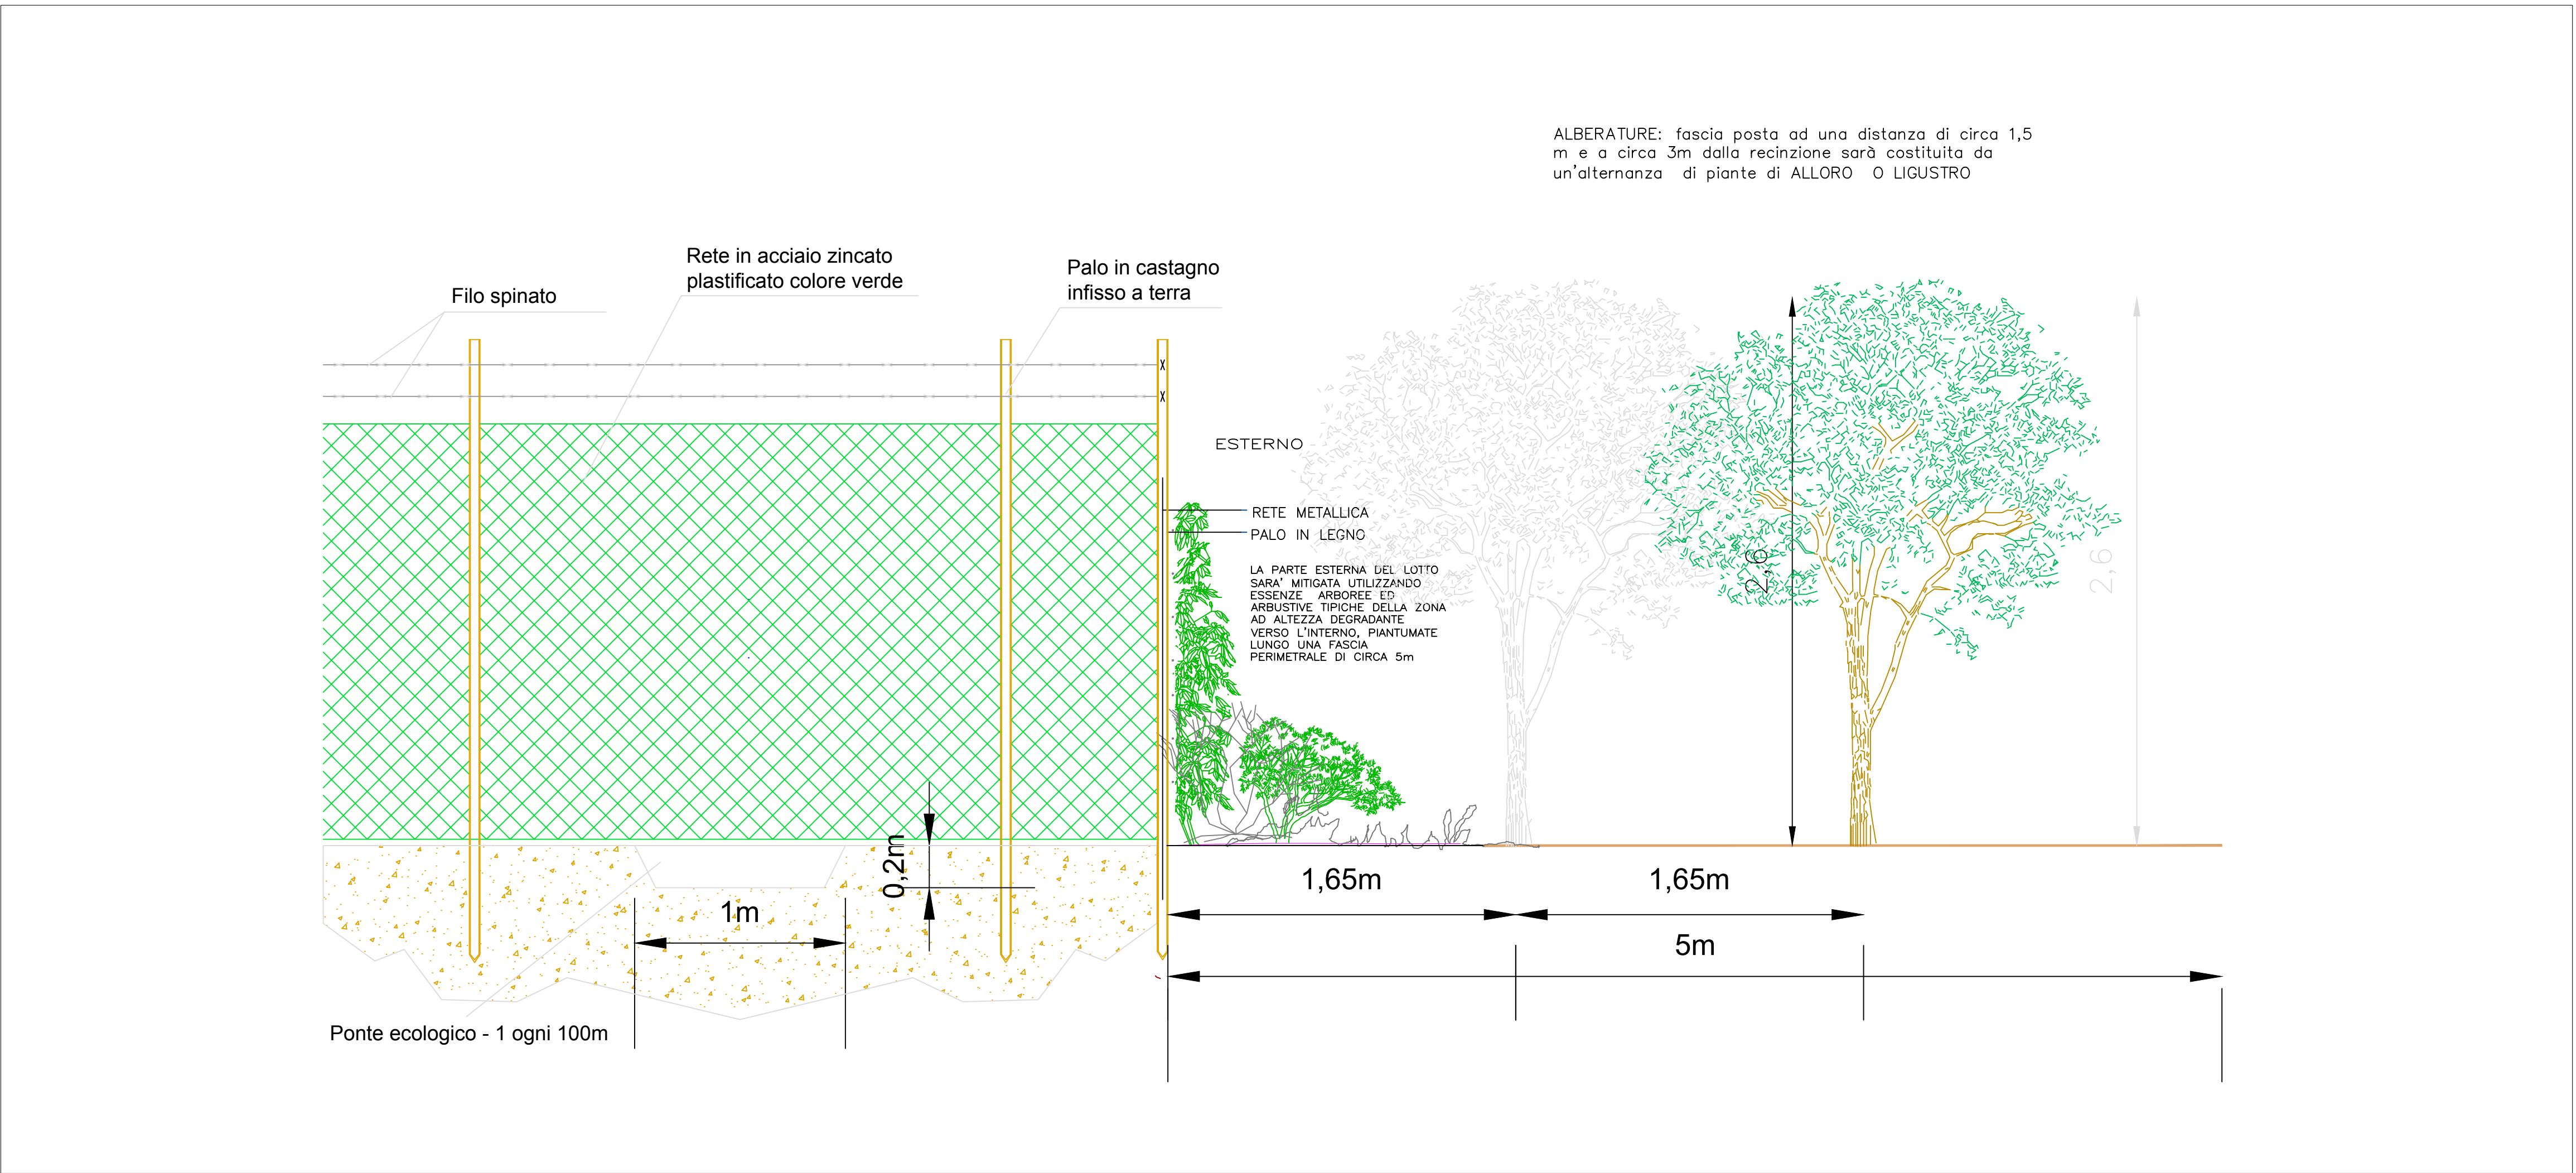 ALBERATURE: fascia posta ad una distanza di circa 1,5
m e a circa 3m dalla recinzione sarà costituita da
un'alternanza di piante di ALLORO O LIGUSTRO
Rete in acciaio zincato
plastificato colore verde
Palo in castagno
infisso a terra
Filo spinato
ESTERNO
RETE METALLICA
PALO IN LEGNO
LA PARTE ESTERNA DEL LOTTO
SARA' MITIGATA UTILIZZANDO
ESSENZE ARBOREE ED
ARBUSTIVE TIPICHE DELLA ZONA
AD ALTEZZA DEGRADANTE
VERSO L'INTERNO, PIANTUMATE
LUNGO UNA FASCIA
PERIMETRALE DI CIRCA 5m
2,6
2,6
0,2m
1,65m
1,65m
1m
5m
Ponte ecologico - 1 ogni 100m